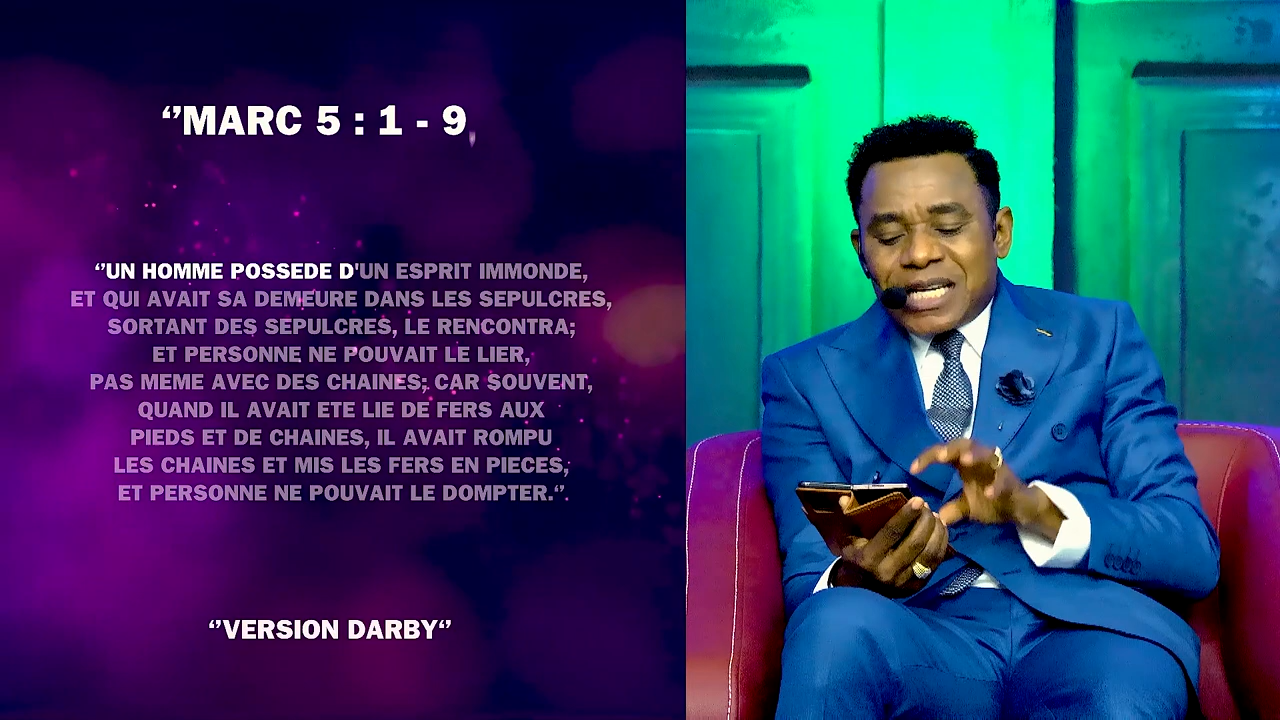 ‘’MARC 5 : 1 - 9,
‘’UN HOMME POSSEDE D'UN ESPRIT IMMONDE,
ET QUI AVAIT SA DEMEURE DANS LES SEPULCRES,
SORTANT DES SEPULCRES, LE RENCONTRA;
ET PERSONNE NE POUVAIT LE LIER,
PAS MEME AVEC DES CHAINES; CAR SOUVENT,
QUAND IL AVAIT ETE LIE DE FERS AUX
PIEDS ET DE CHAINES, IL AVAIT ROMPU
LES CHAINES ET MIS LES FERS EN PIECES,
ET PERSONNE NE POUVAIT LE DOMPTER.‘’.
‘’VERSION DARBY‘’